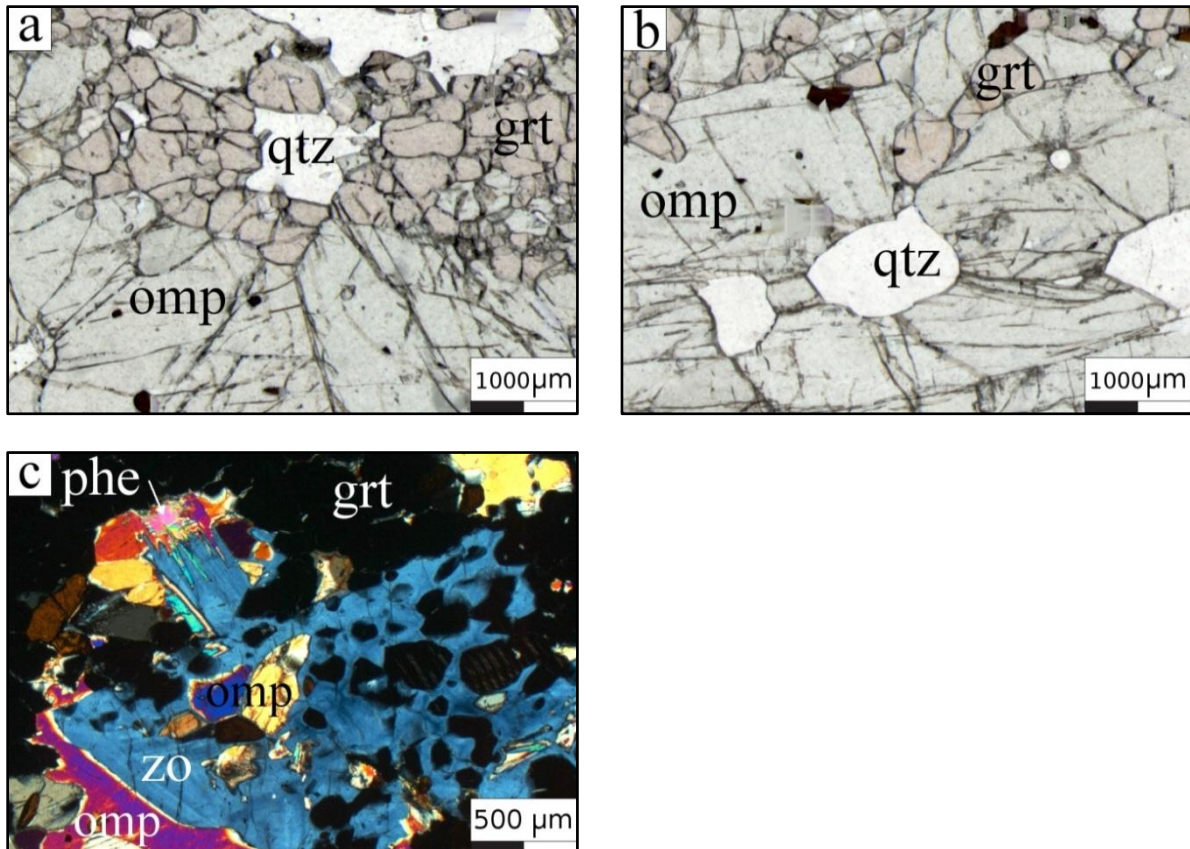 a
qtz
grt
omp
1000μm
b
grt
omp
qtz
1000μm
c
phe
grt
omp
zo
omp
500 μm